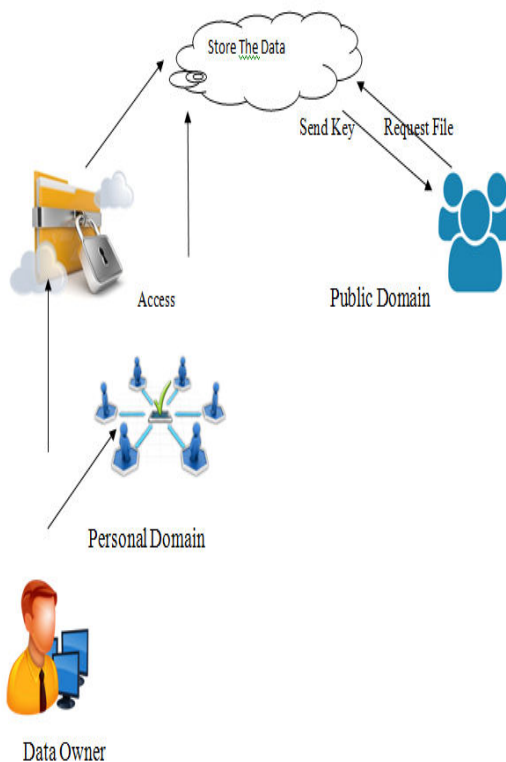 Store The Data
Send Key
Request File
Access
Public Domain
Personal Domain
Data Owner